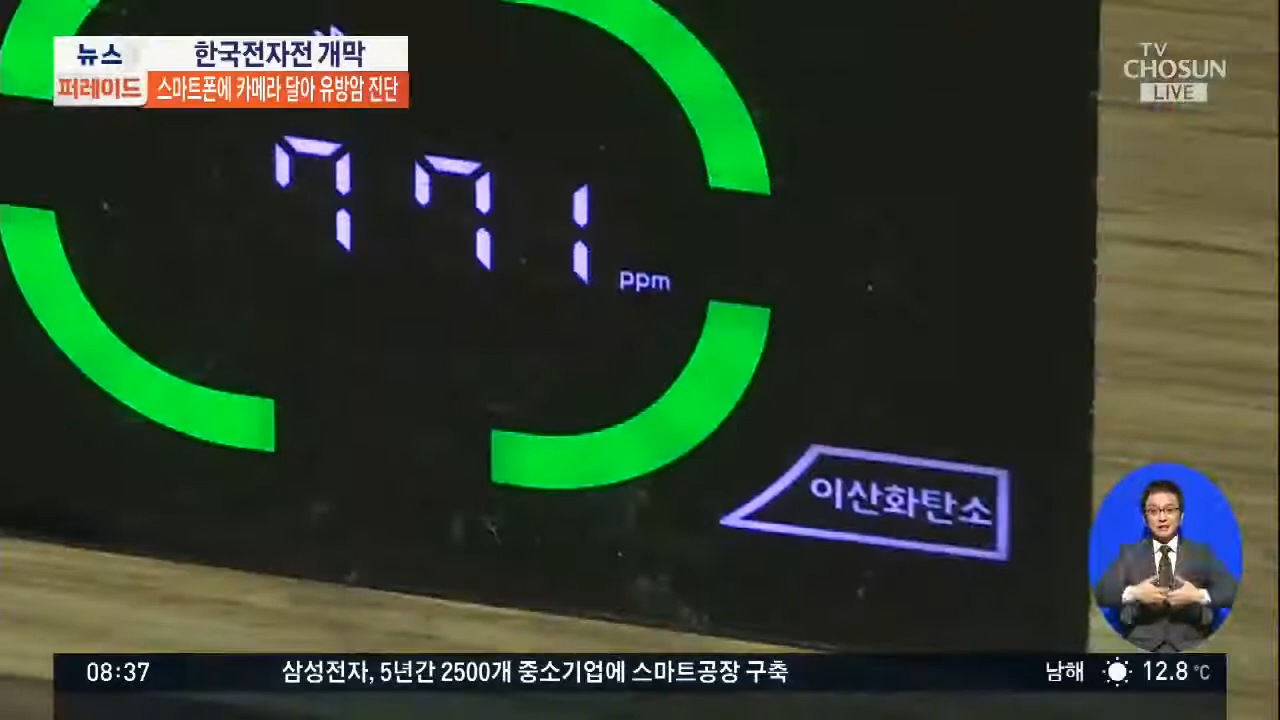 뉴스
퍼레이드
한국전자전 개막
스마트폰에 카메라 달아 유방암 진단
TV
CHOSUN
LIVE
771 ppm
이산화탄소
08:37
삼성전자, 5년간 2500개 중소기업에 스마트공장 구축
남해
12.8℃